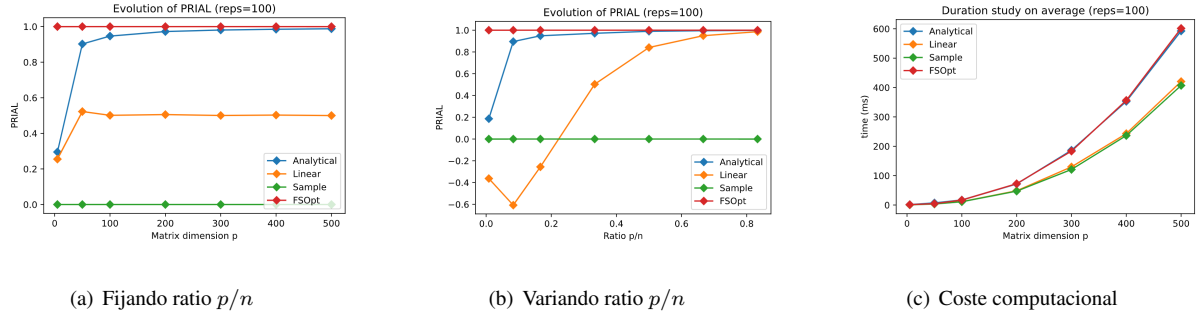 Evolution of PRIAL (reps=100)
PRIAL
1.0
0.8
0.6
0.4
0.2
0.0
Analytical
Linear
Sample
FSOpt
0
100
200
300
400
500
Matrix dimension p
(a) Fijando ratio p/n
Evolution of PRIAL (reps=100)
PRIAL
1.0
0.8
0.6
0.4
0.2
0.0
−0.2
−0.4
−0.6
Analytical
Linear
Sample
FSOpt
0.0
0.2
0.4
0.6
0.8
Ratio p/n
(b) Variando ratio p/n
Duration study on average (reps=100)
Analytical
Linear
Sample
FSOpt
time (ms)
600
500
400
300
200
100
0
0
100
200
300
400
500
Matrix dimension p
(c) Coste computacional